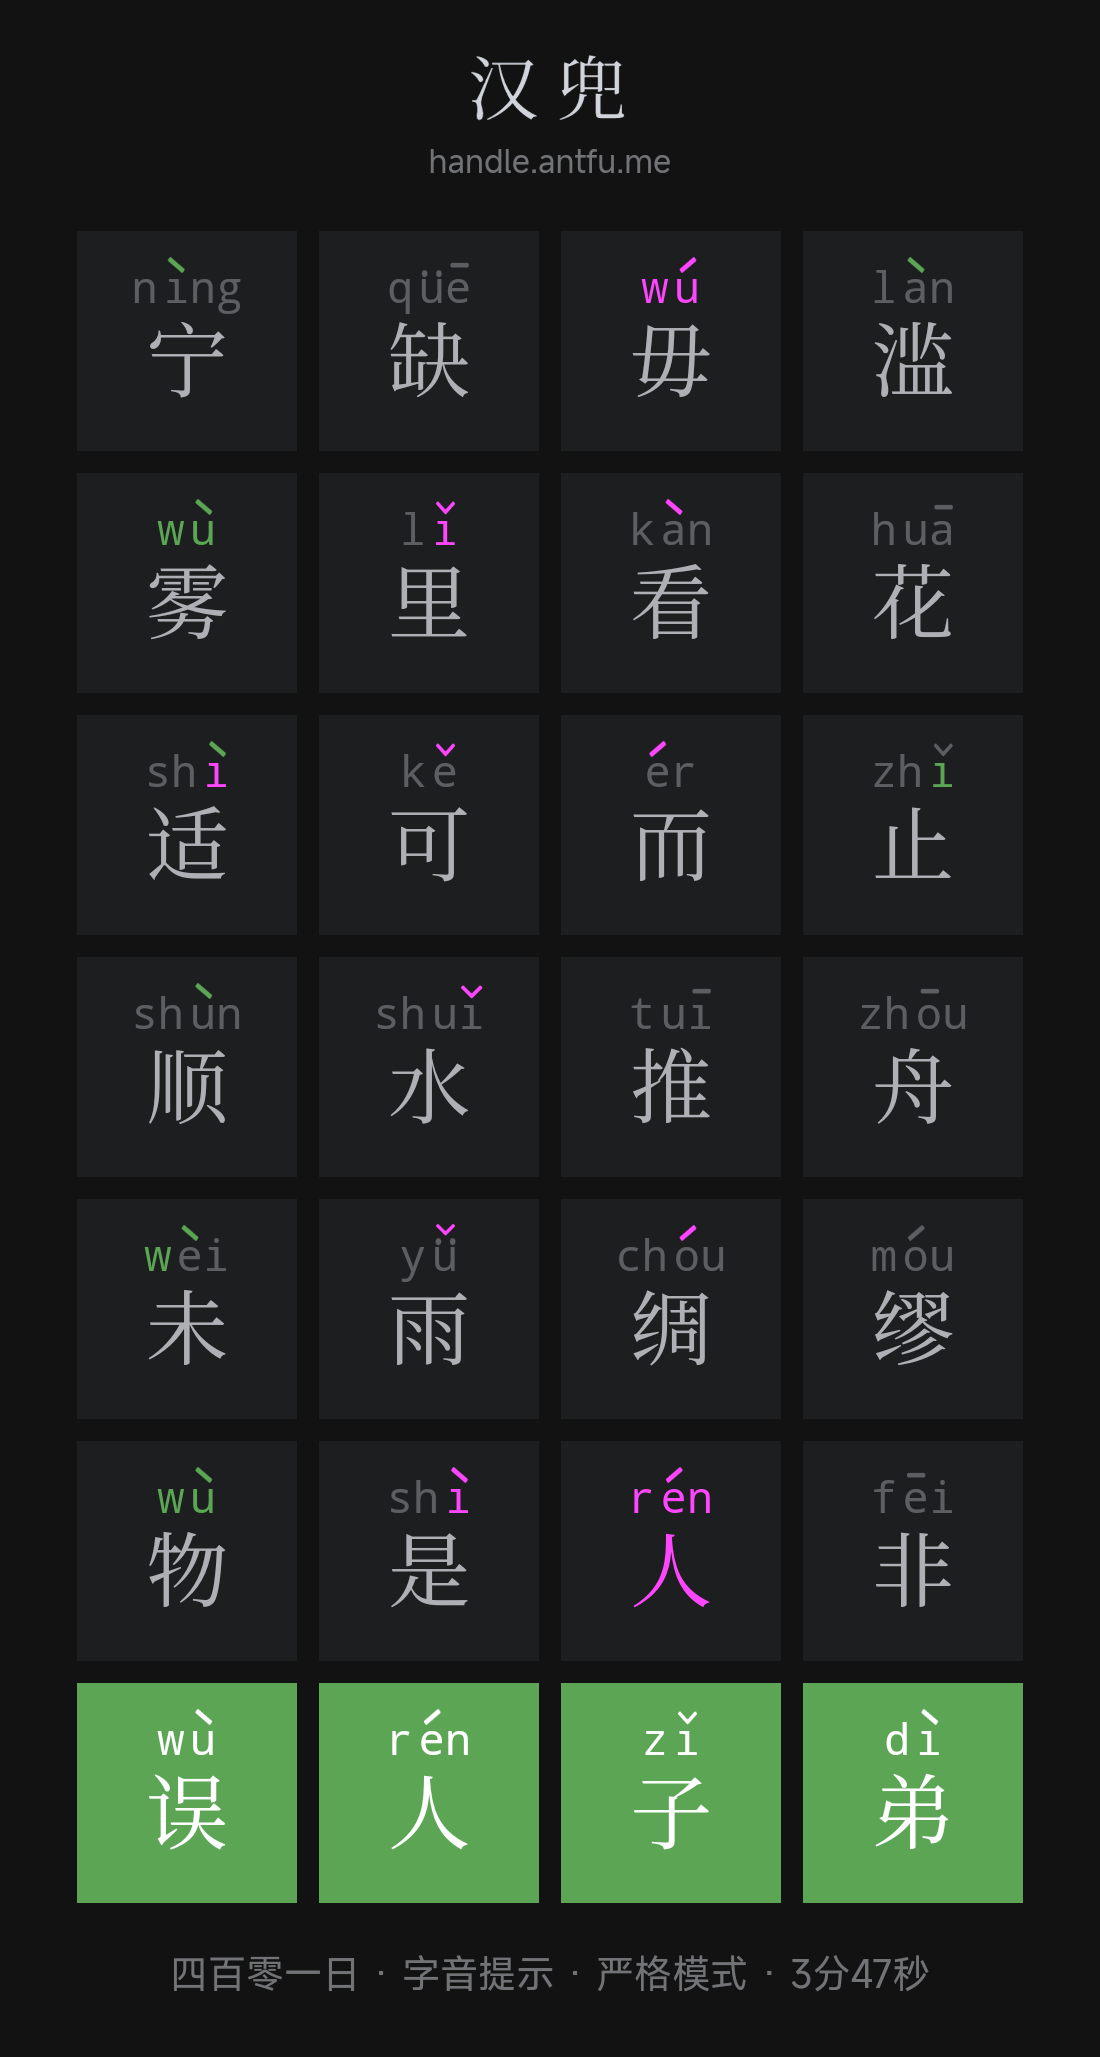 汉兜
handle.antfu.me
nìng qüē wú làn
宁 缺 毋 滥
wù lǐ kàn huā
雾 里 看 花
shì kě ér zhǐ
适 可 而 止
shùn shuǐ tuī zhōu
顺 水 推 舟
wèi yǚ chóu móu
未 雨 绸 缪
wù shì rén fēi
物 是 人 非
wù rén zǐ dì
误 人 子 弟
四百零一日 · 字音提示 · 严格模式 · 3分47秒